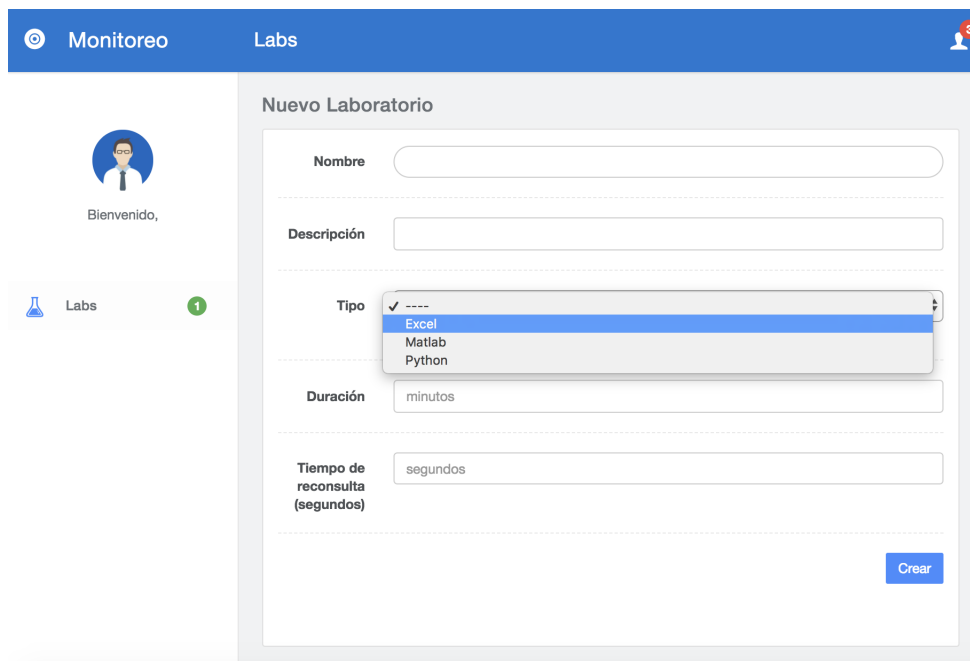 Monitoreo
Labs
3
Nuevo Laboratorio
Bienvenido,
Labs
1
Nombre
Descripción
Tipo
✓ ----
Excel
Matlab
Python
Duración
minutos
Tiempo de
reconsulta
(segundos)
segundos
Crear